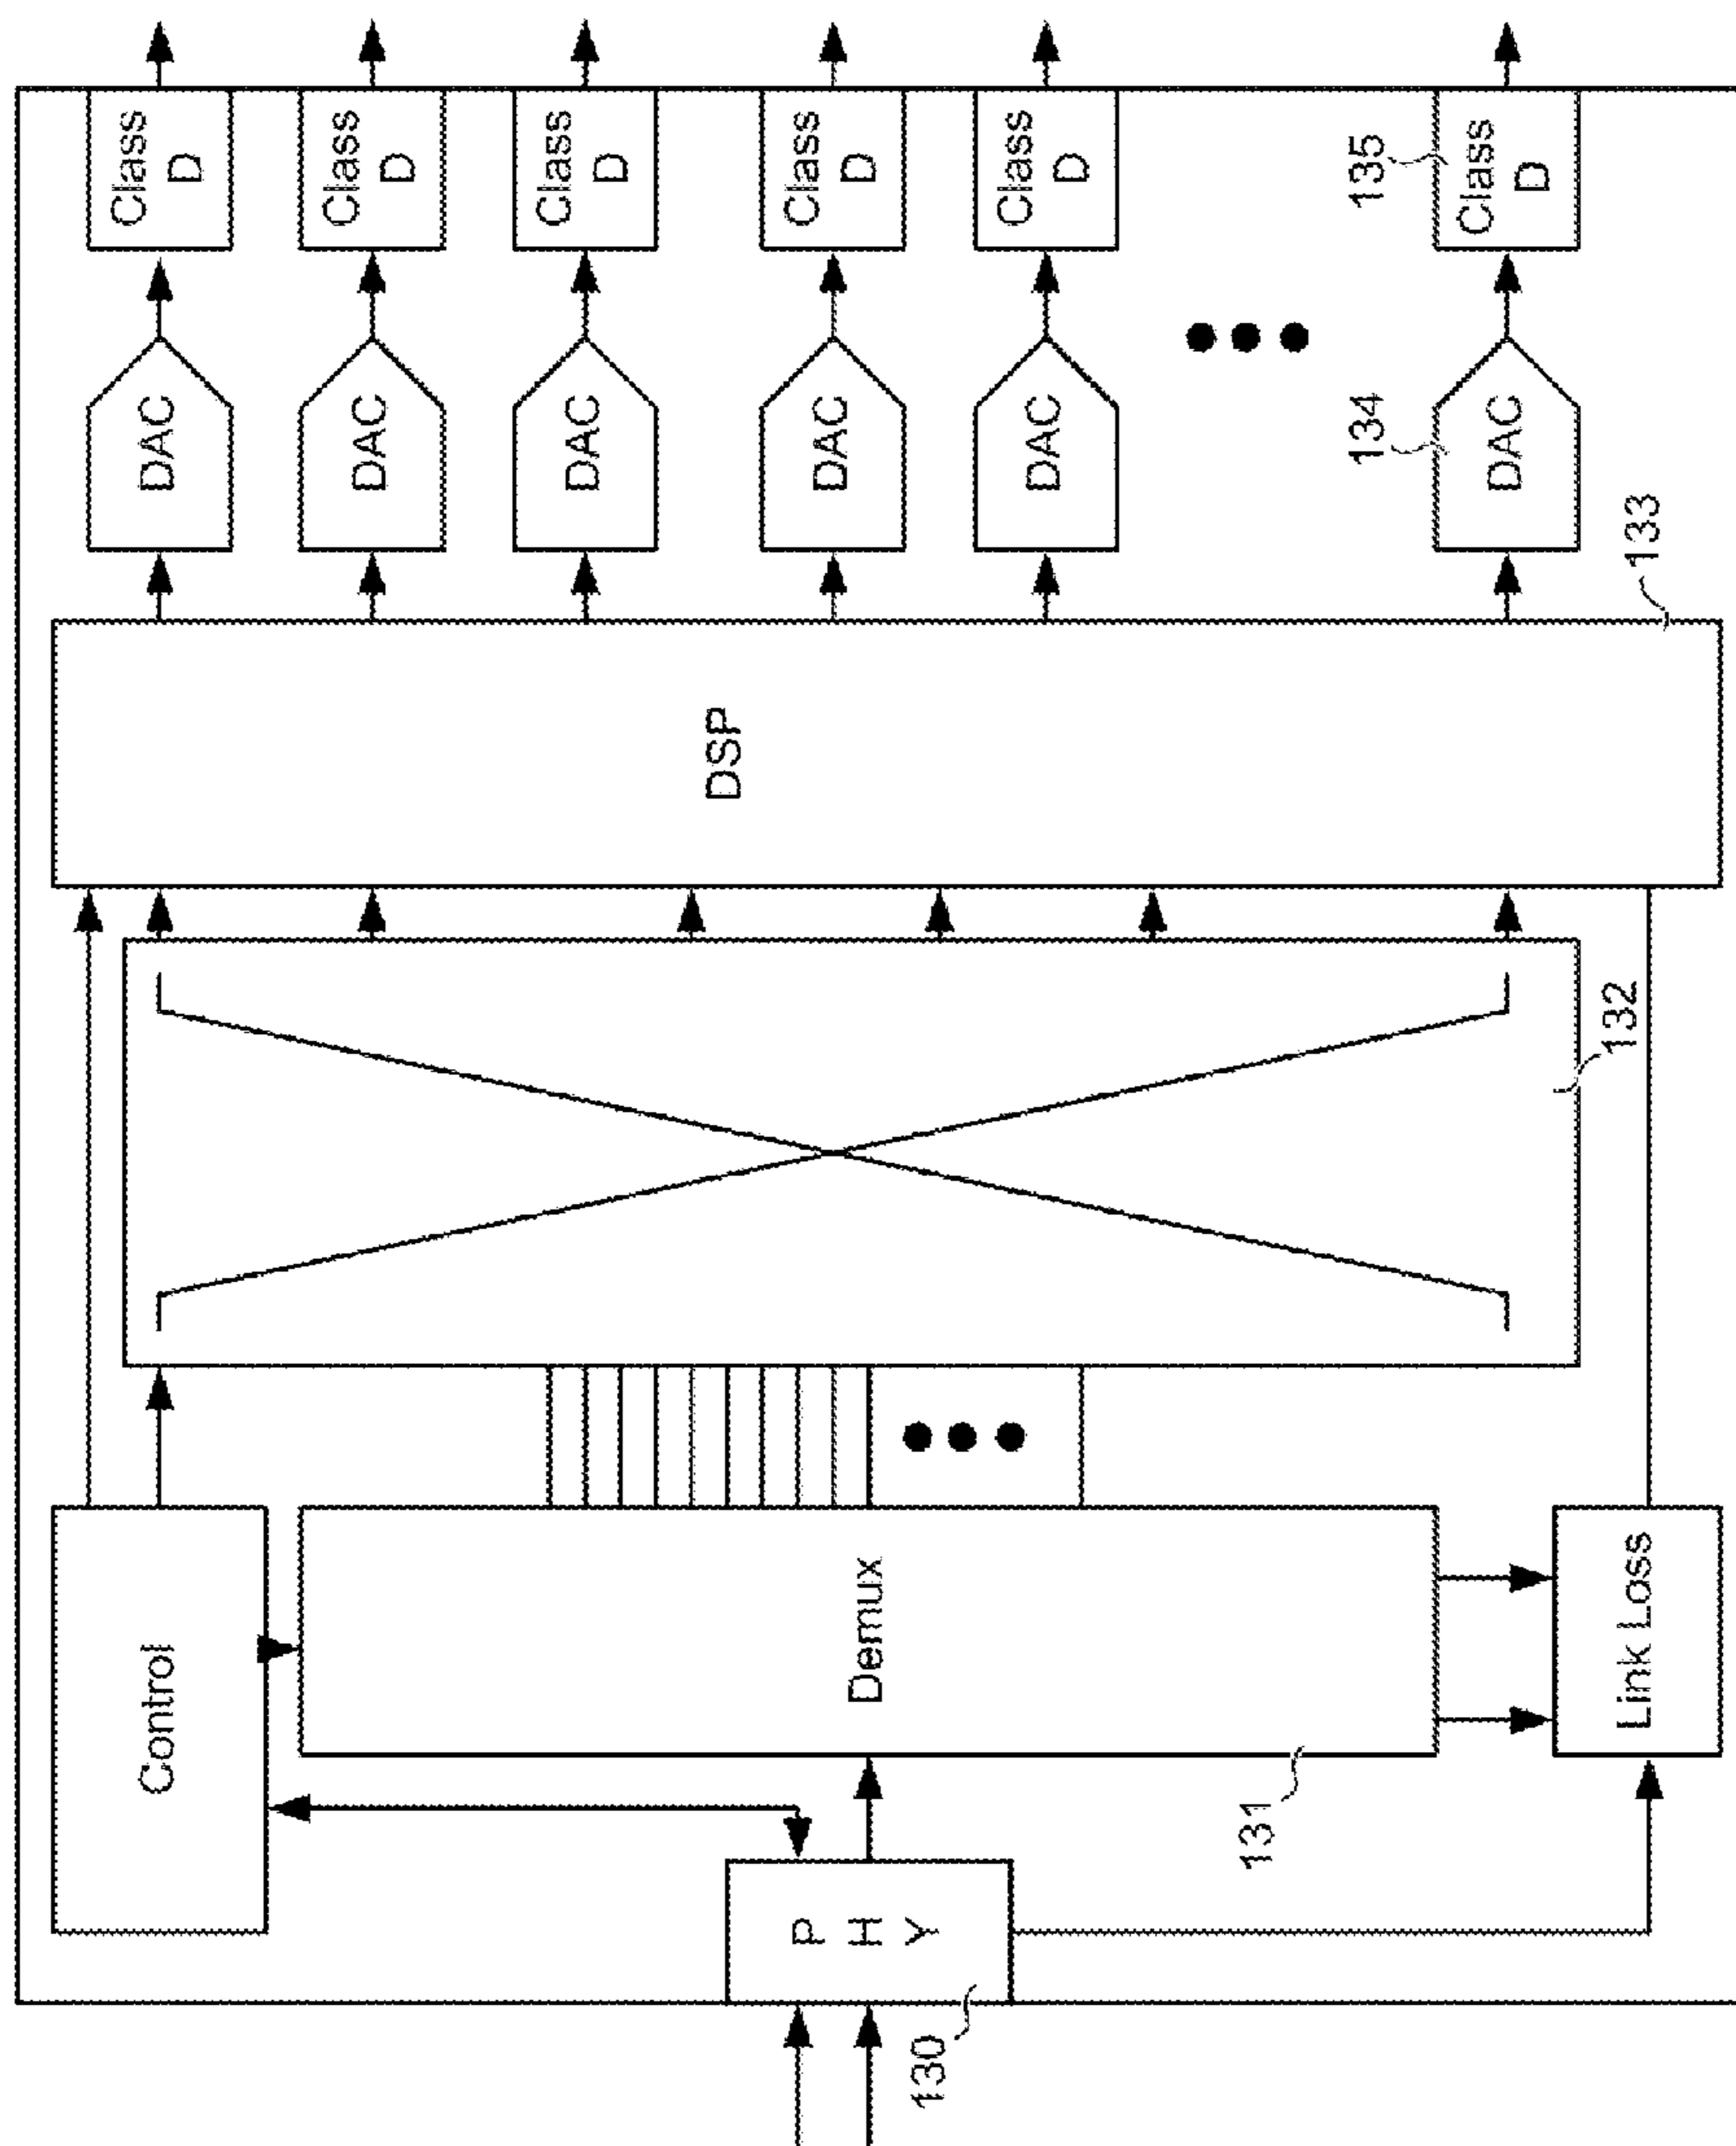 Control
P
H
Y
130
Demux
131
Link Loss
132
DSP
133
DAC
DAC
DAC
DAC
DAC
DAC
134
Class
D
Class
D
Class
D
Class
D
Class
D
Class
D
135